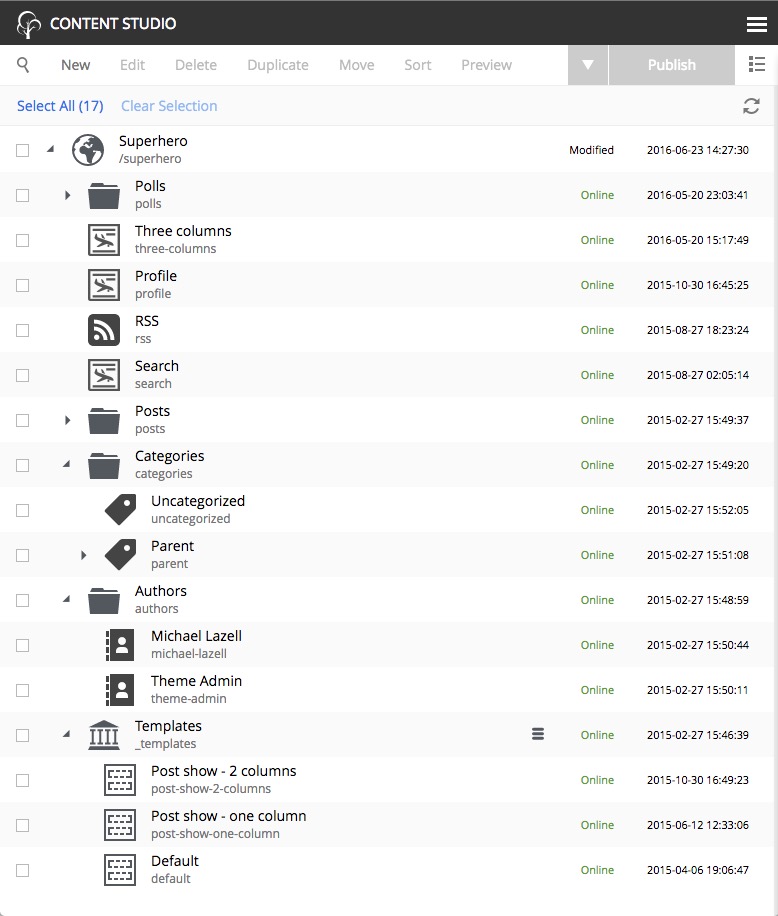 CONTENT STUDIO
New Edit Delete Duplicate Move Sort Preview Publish
Select All (17) Clear Selection
Superhero
/superhero
Modified 2016-06-23 14:27:30
Polls
polls
Online 2016-05-20 23:03:41
Three columns
three-columns
Online 2016-05-20 15:17:49
Profile
profile
Online 2015-10-30 16:45:25
RSS
rss
Online 2015-08-27 18:23:24
Search
search
Online 2015-08-27 02:05:14
Posts
posts
Online 2015-02-27 15:49:37
Categories
categories
Online 2015-02-27 15:49:20
Uncategorized
uncategorized
Online 2015-02-27 15:52:05
Parent
parent
Online 2015-02-27 15:51:08
Authors
authors
Online 2015-02-27 15:48:59
Michael Lazell
michael-lazell
Online 2015-02-27 15:50:44
Theme Admin
theme-admin
Online 2015-02-27 15:50:11
Templates
_templates
Online 2015-02-27 15:46:39
Post show - 2 columns
post-show-2-columns
Online 2015-10-30 16:49:23
Post show - one column
post-show-one-column
Online 2015-06-12 12:33:06
Default
default
Online 2015-04-06 19:06:47